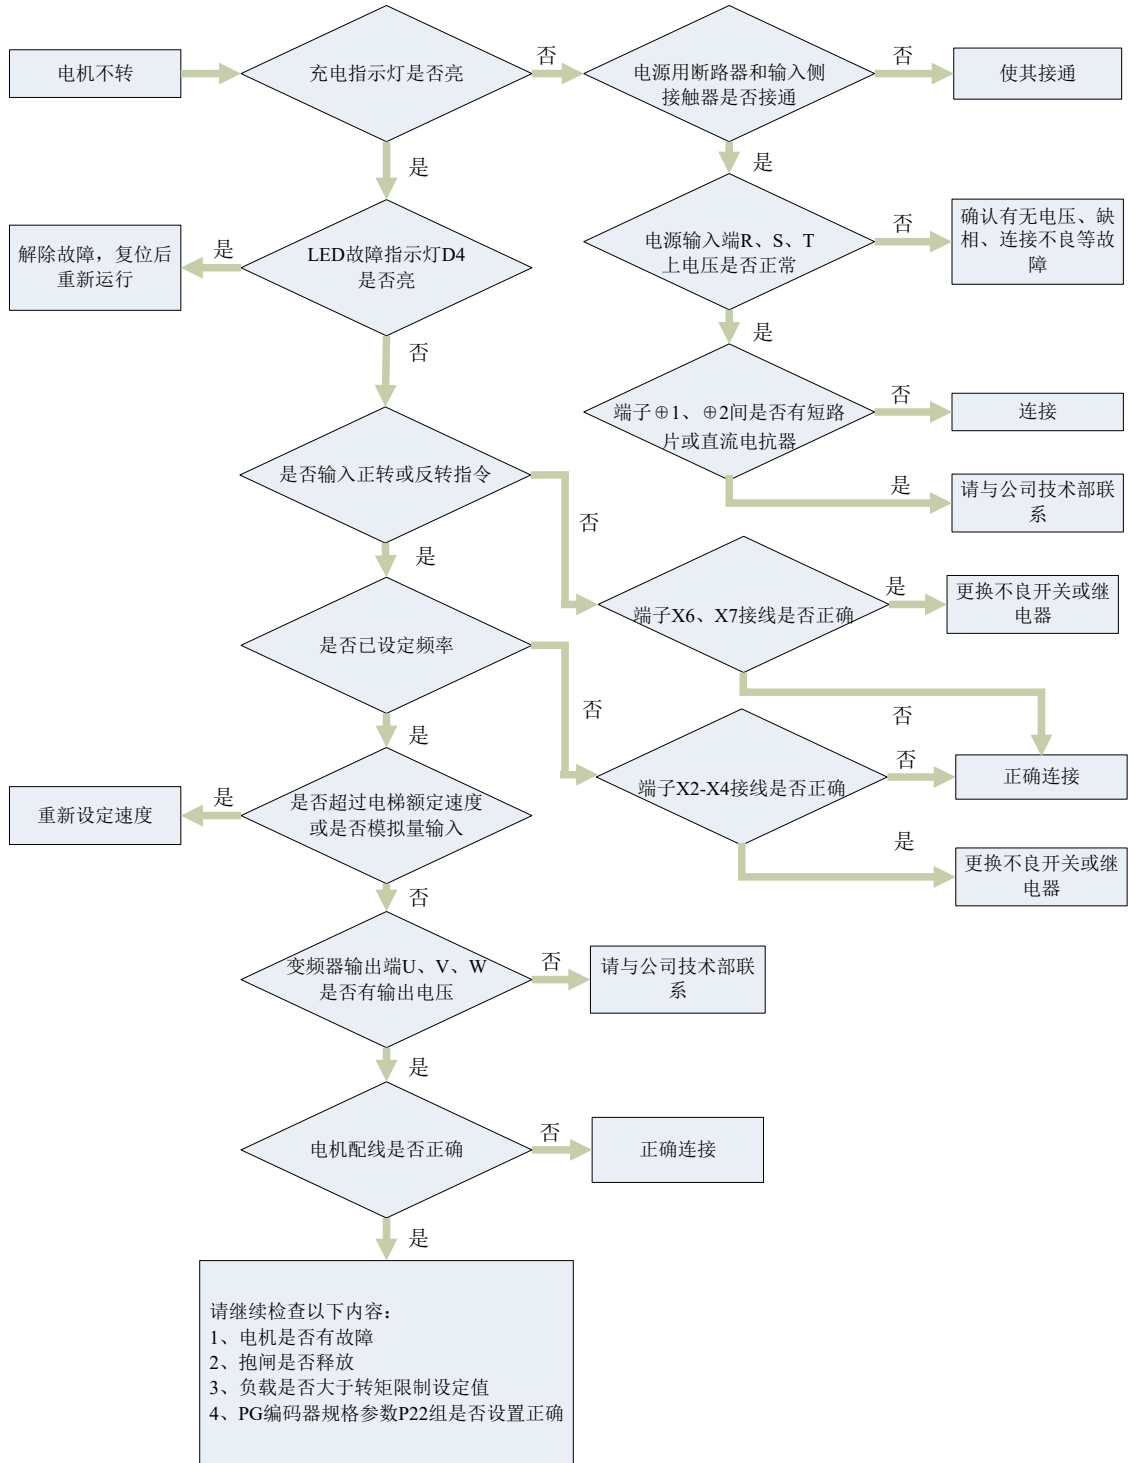 电机不转
充电指示灯是否亮
否
电源用断路器和输入侧
接触器是否接通
否
使其接通
是
是
解除故障，复位后
重新运行
是
LED故障指示灯D4
是否亮
电源输入端R、S、T
上电压是否正常
否
确认有无电压、缺
相、连接不良等故
障
否
是
端子⊕1、⊕2间是否有短路
片或直流电抗器
否
连接
是否输入正转或反转指令
是
请与公司技术部联
系
否
是
端子X6、X7接线是否正确
是
更换不良开关或继
电器
是否已设定频率
否
否
是
重新设定速度
是
是否超过电梯额定速度
或是否模拟量输入
端子X2-X4接线是否正确
否
正确连接
是
更换不良开关或继
电器
否
变频器输出端U、V、W
是否有输出电压
否
请与公司技术部联
系
是
电机配线是否正确
否
正确连接
是
请继续检查以下内容：
1、电机是否有故障
2、抱闸是否释放
3、负载是否大于转矩限制设定值
4、PG编码器规格参数P22组是否设置正确